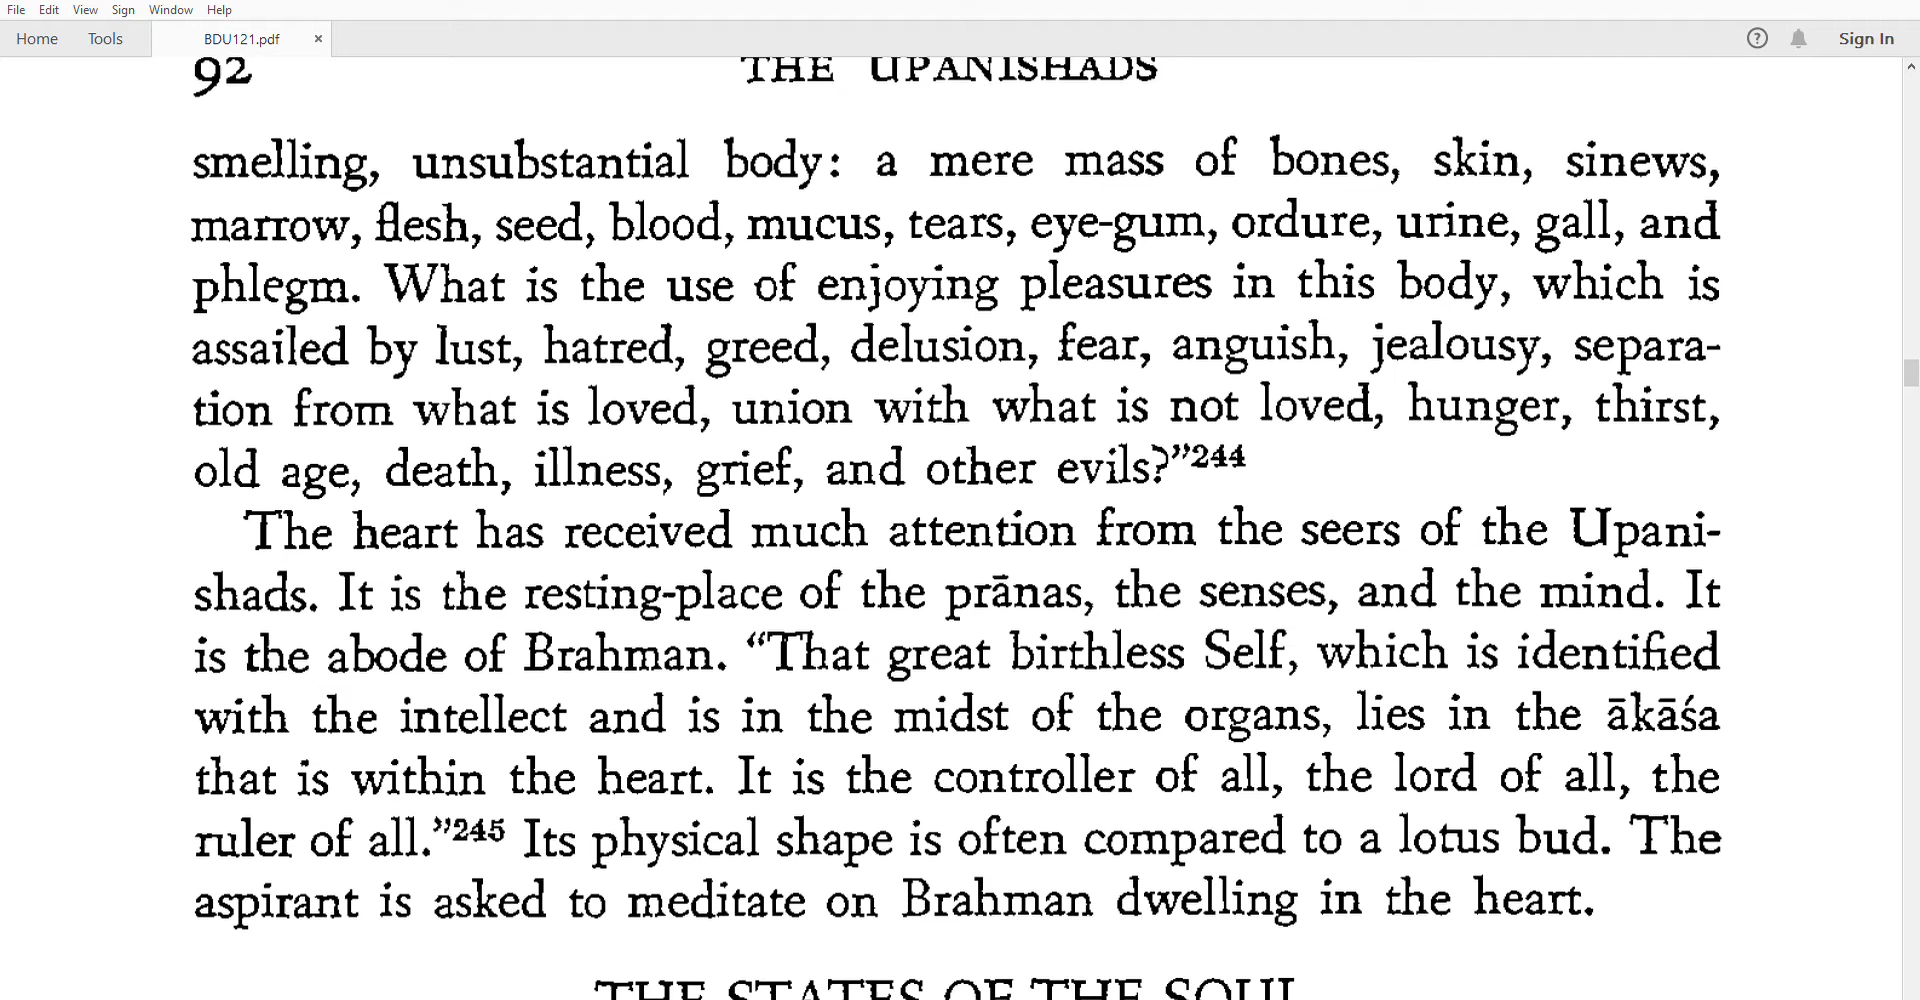 File Edit View Sign Window Help
Home Tools BDU121.pdf × ? Sign In
92 THE UPANISHADS
smelling, unsubstantial body: a mere mass of bones, skin, sinews,
marrow, flesh, seed, blood, mucus, tears, eye-gum, ordure, urine, gall, and
phlegm. What is the use of enjoying pleasures in this body, which is
assailed by lust, hatred, greed, delusion, fear, anguish, jealousy, separa-
tion from what is loved, union with what is not loved, hunger, thirst,
old age, death, illness, grief, and other evils?”244
The heart has received much attention from the seers of the Upani-
shads. It is the resting-place of the prānas, the senses, and the mind. It
is the abode of Brahman. “That great birthless Self, which is identified
with the intellect and is in the midst of the organs, lies in the ākāśa
that is within the heart. It is the controller of all, the lord of all, the
ruler of all.”245 Its physical shape is often compared to a lotus bud. The
aspirant is asked to meditate on Brahman dwelling in the heart.
THE STATES OF THE SOUL